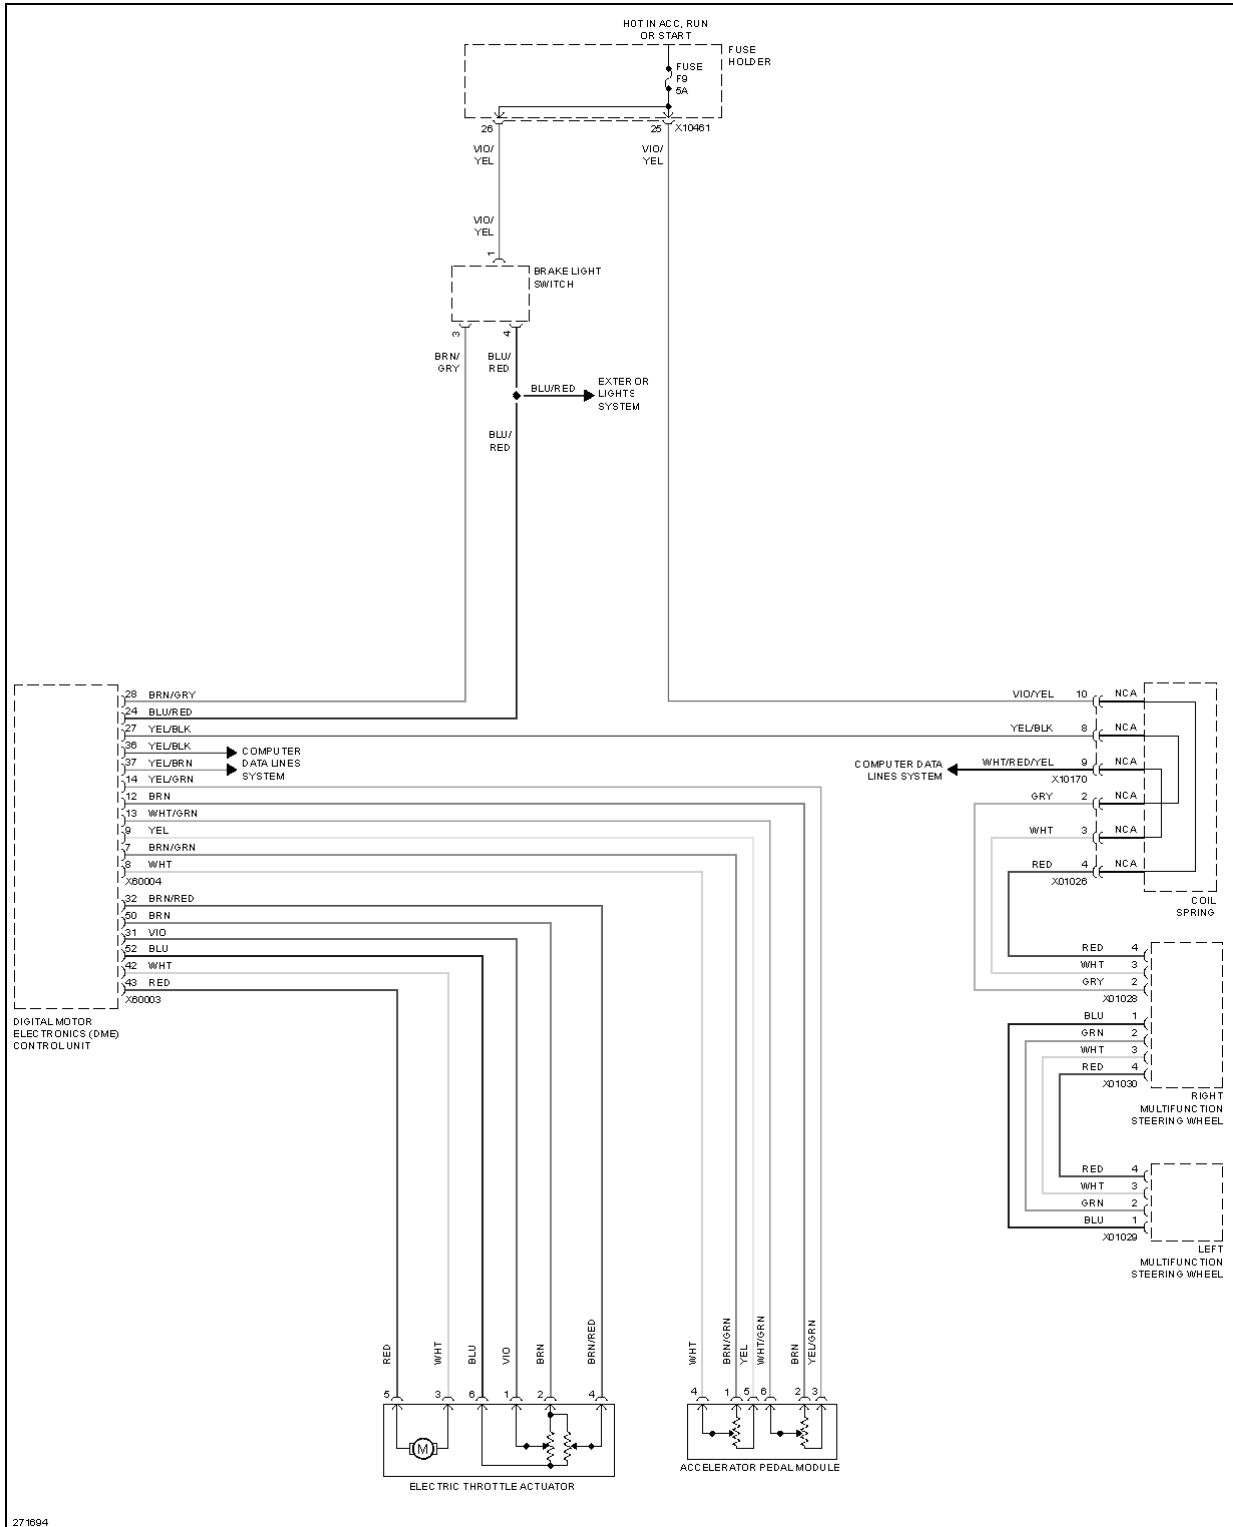 HOT IN ACC, RUN
OR START
FUSE
HOLDER
FUSE
F9
5A
26
25
X10461
VIO/
YEL
VIO/
YEL
VIO/
YEL
1
BRAKE LIGHT
SWITCH
3
4
BRN/
GRY
BLU/
RED
BLU/RED
EXTERIOR
LIGHTS
SYSTEM
BLU/
RED
28 BRN/GRY
24 BLU/RED
27 YEL/BLK
36 YEL/BLK
37 YEL/BRN
14 YEL/GRN
12 BRN
13 WHT/GRN
9 YEL
7 BRN/GRN
8 WHT
X60004
32 BRN/RED
50 BRN
31 VIO
52 BLU
42 WHT
43 RED
X60003
DIGITAL MOTOR
ELECTRONICS (DME)
CONTROL UNIT
COMPUTER
DATA LINES
SYSTEM
VIO/YEL 10 NCA
YEL/BLK 8 NCA
COMPUTER DATA
LINES SYSTEM
WHT/RED/YEL 9 NCA
X10170
GRY 2 NCA
WHT 3 NCA
RED 4 NCA
X01026
COIL
SPRING
RED 4
WHT 3
GRY 2
X01028
BLU 1
GRN 2
WHT 3
RED 4
X01030
RIGHT
MULTIFUNCTION
STEERING WHEEL
RED 4
WHT 3
GRN 2
BLU 1
X01029
LEFT
MULTIFUNCTION
STEERING WHEEL
RED
WHT
BLU
VIO
BRN
BRN/RED
5 3 6 1 2 4
M
ELECTRIC THROTTLE ACTUATOR
WHT
BRN/GRN
YEL
WHT/GRN
BRN
YEL/GRN
4 1 5 6 2 3
ACCELERATOR PEDAL MODULE
271694